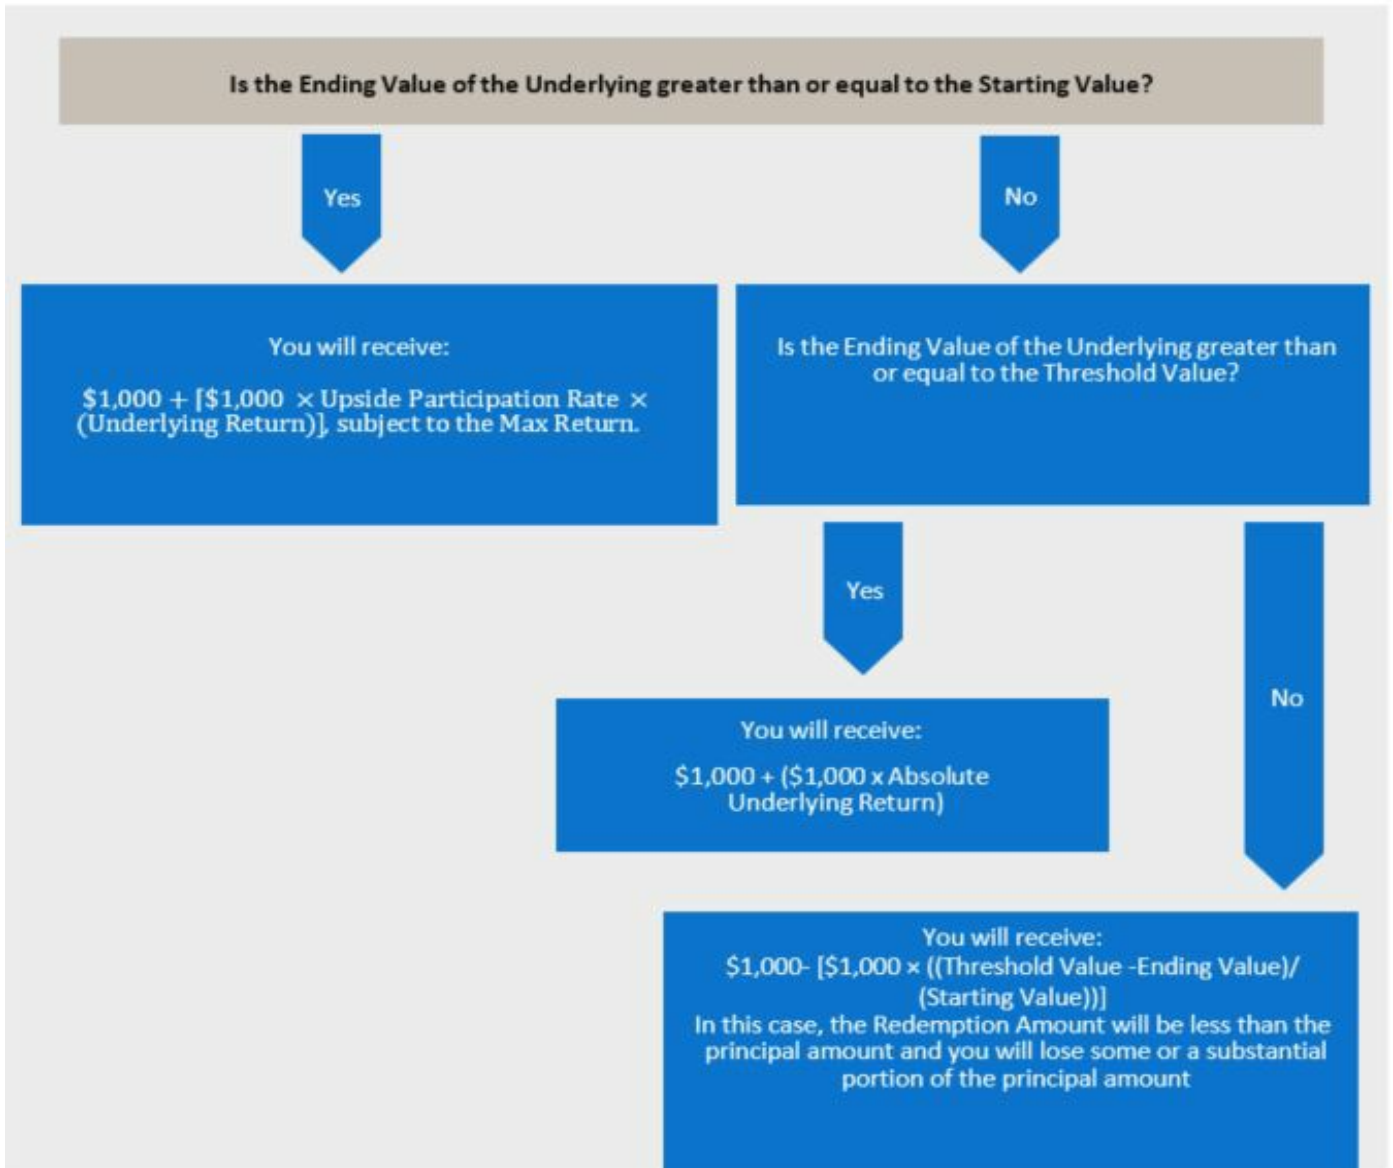 Is the Ending Value of the Underlying greater than or equal to the Starting Value?
Yes
No
You will receive:
$1,000 + [$1,000 × Upside Participation Rate ×
(Underlying Return)], subject to the Max Return.
Is the Ending Value of the Underlying greater than
or equal to the Threshold Value?
Yes
No
You will receive:
$1,000 + ($1,000 x Absolute
Underlying Return)
You will receive:
$1,000- [$1,000 × ((Threshold Value -Ending Value)/
(Starting Value))]
In this case, the Redemption Amount will be less than the
principal amount and you will lose some or a substantial
portion of the principal amount